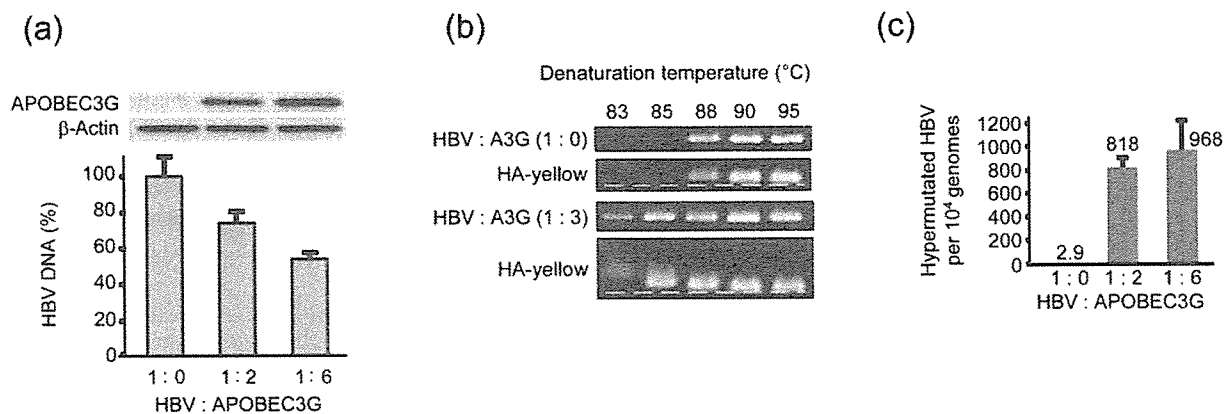 (a)
APOBEC3G
β-Actin
HBV DNA (%)
100
80
60
40
20
0
1 : 0 1 : 2 1 : 6
HBV : APOBEC3G
(b)
Denaturation temperature (°C)
83 85 88 90 95
HBV : A3G (1 : 0)
HA-yellow
HBV : A3G (1 : 3)
HA-yellow
(c)
Hypermutated HBV
per 10⁴ genomes
1200
1000
800
600
400
200
0
2.9
818
968
1 : 0 1 : 2 1 : 6
HBV : APOBEC3G